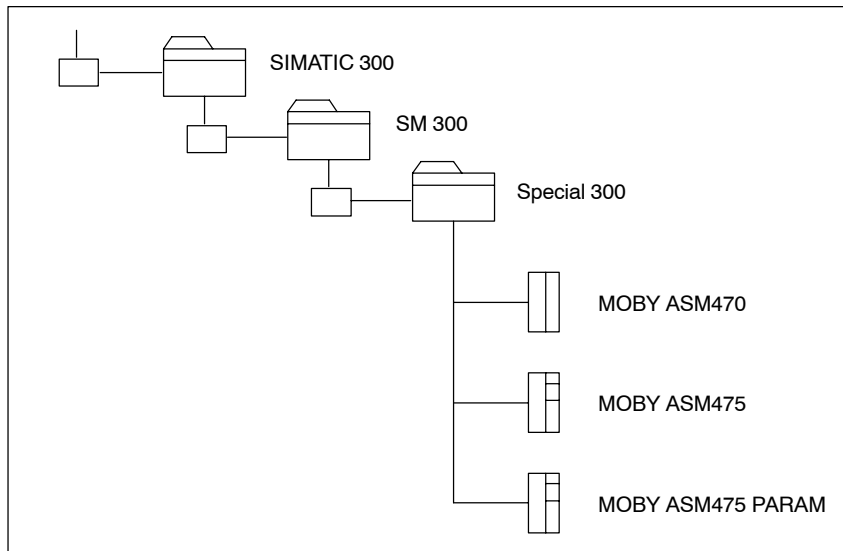 SIMATIC 300
SM 300
Special 300
MOBY ASM470
MOBY ASM475
MOBY ASM475 PARAM